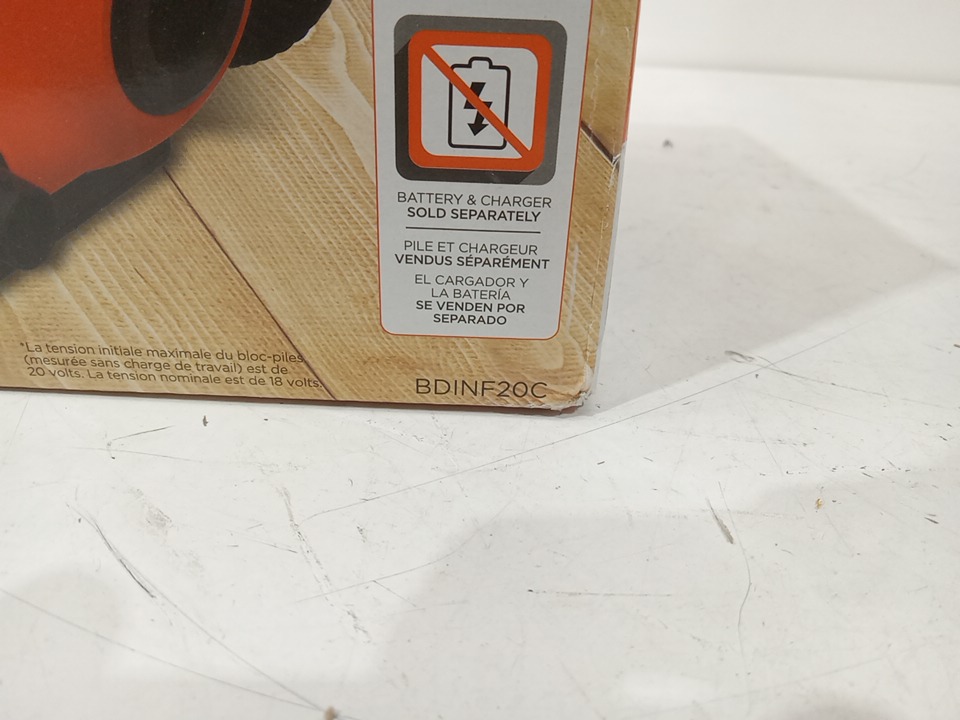 BATTERY & CHARGER
SOLD SEPARATELY
PILE ET CHARGEUR
VENDUS SÉPARÉMENT
EL CARGADOR Y
LA BATERÍA
SE VENDEN POR
SEPARADO
*La tension initiale maximale du bloc-piles
(mesurée sans charge de travail) est de
20 volts. La tension nominale est de 18 volts.
BDINF20C